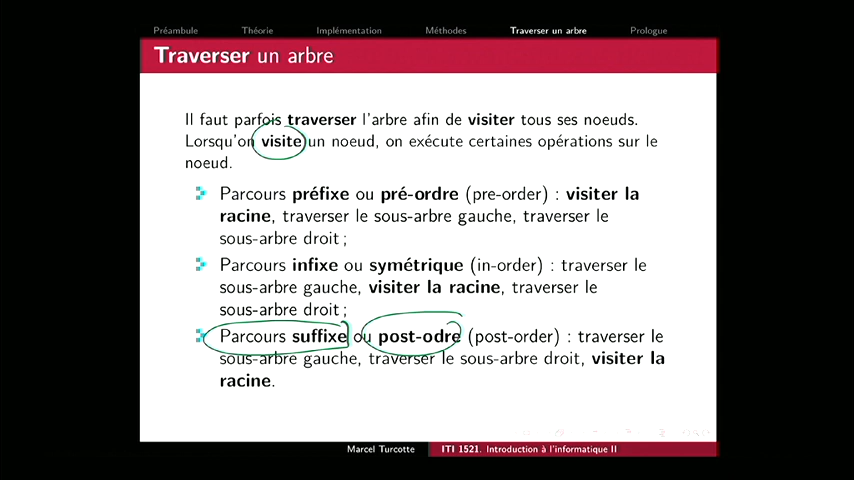 Préambule Théorie Implémentation Méthodes Traverser un arbre Prologue
Traverser un arbre
Il faut parfois traverser l'arbre afin de visiter tous ses noeuds.
Lorsqu'on visite un noeud, on exécute certaines opérations sur le
noeud.
Parcours préfixe ou pré-ordre (pre-order) : visiter la
racine, traverser le sous-arbre gauche, traverser le
sous-arbre droit ;
Parcours infixe ou symétrique (in-order) : traverser le
sous-arbre gauche, visiter la racine, traverser le
sous-arbre droit ;
Parcours suffixe ou post-odre (post-order) : traverser le
sous-arbre gauche, traverser le sous-arbre droit, visiter la
racine.
Marcel Turcotte ITI 1521. Introduction à l'informatique II